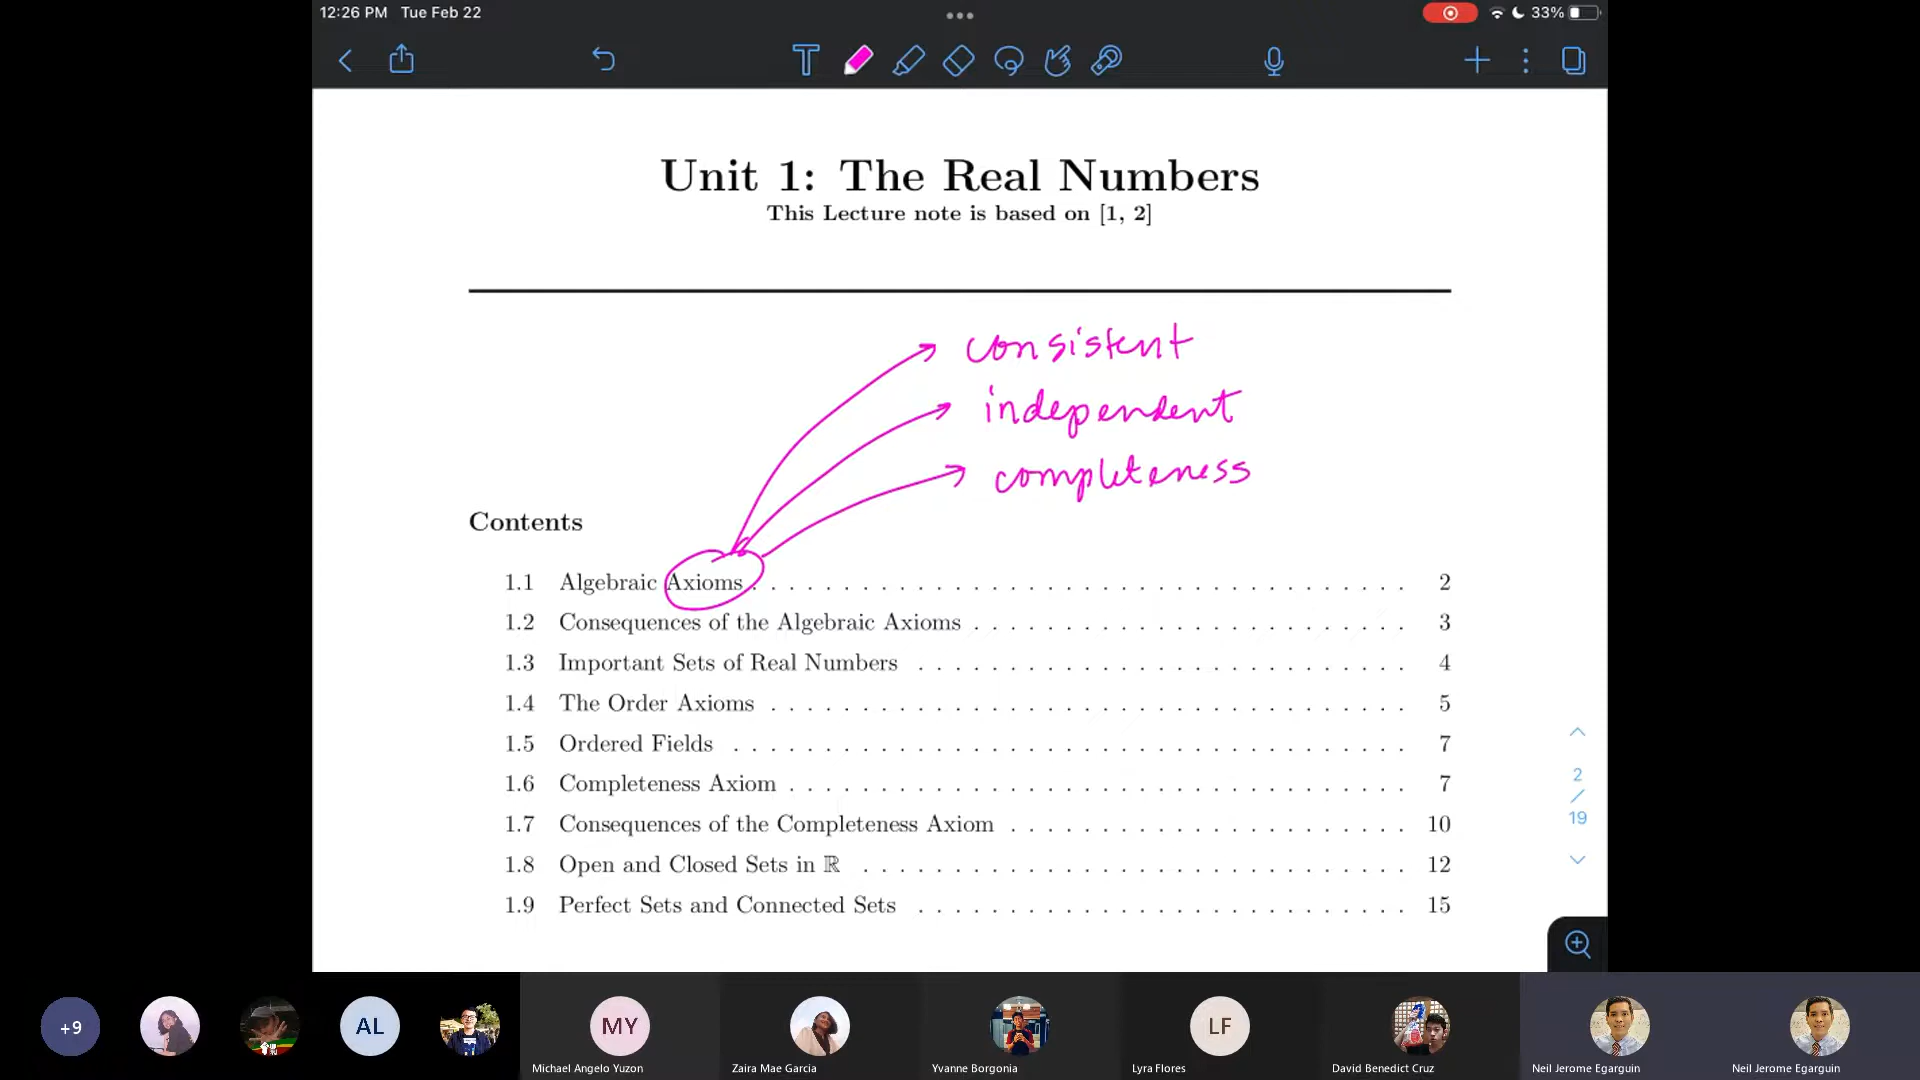 12:26 PM Tue Feb 22
33%
Unit 1: The Real Numbers
This Lecture note is based on [1, 2]
consistent
independent
completeness
Contents
1.1 Algebraic Axioms . . . . . . . . . . . . . . . . . . . . . . . . . . . . . . . . . . . . 2
1.2 Consequences of the Algebraic Axioms . . . . . . . . . . . . . . . . . . . . . . . . 3
1.3 Important Sets of Real Numbers . . . . . . . . . . . . . . . . . . . . . . . . . . . 4
1.4 The Order Axioms . . . . . . . . . . . . . . . . . . . . . . . . . . . . . . . . . . . 5
1.5 Ordered Fields . . . . . . . . . . . . . . . . . . . . . . . . . . . . . . . . . . . . . 7
1.6 Completeness Axiom . . . . . . . . . . . . . . . . . . . . . . . . . . . . . . . . . . 7
1.7 Consequences of the Completeness Axiom . . . . . . . . . . . . . . . . . . . . . . 10
1.8 Open and Closed Sets in ℝ . . . . . . . . . . . . . . . . . . . . . . . . . . . . . . 12
1.9 Perfect Sets and Connected Sets . . . . . . . . . . . . . . . . . . . . . . . . . . . 15
2
/
19
+9
AL
MY
LF
Michael Angelo Yuzon
Zaira Mae Garcia
Yvanne Borgonia
Lyra Flores
David Benedict Cruz
Neil Jerome Egarguin
Neil Jerome Egarguin